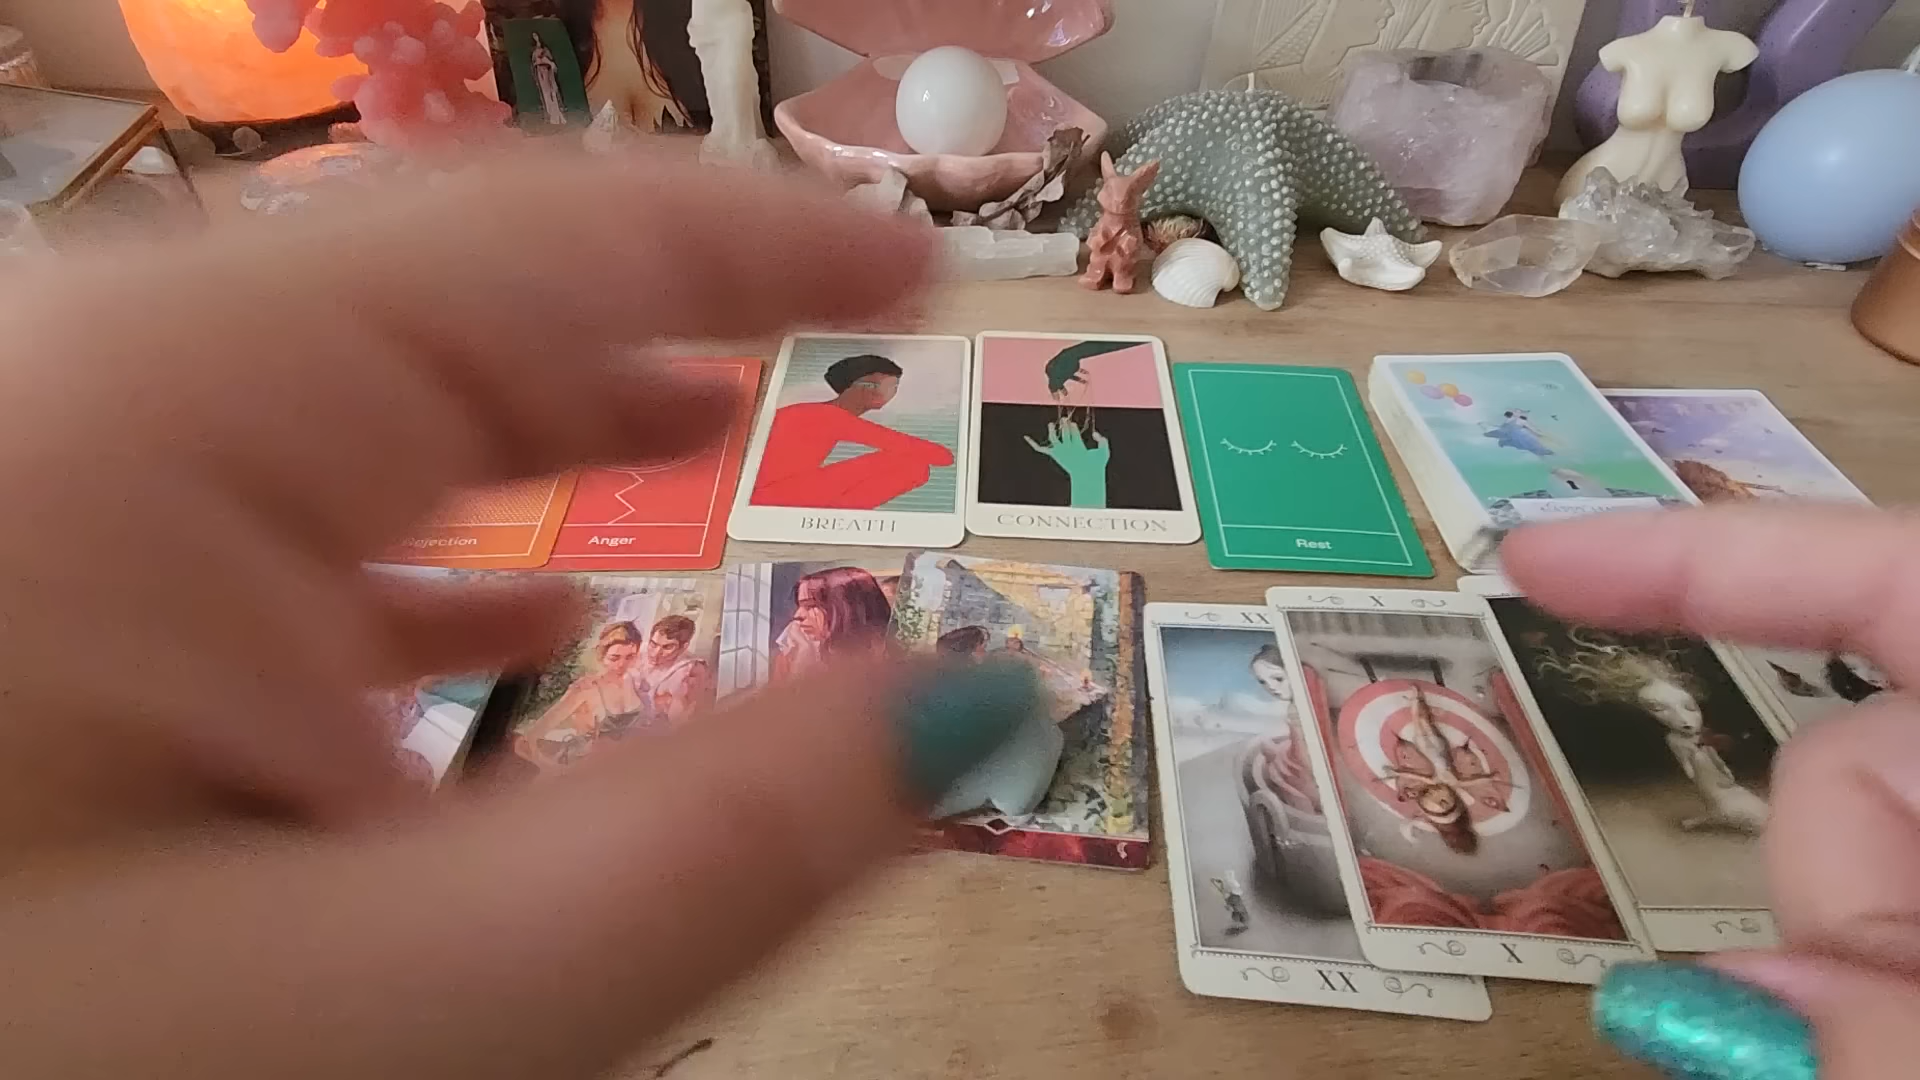 Rejection
Anger
BREATH
CONNECTION
Rest
XX
X
XX
X